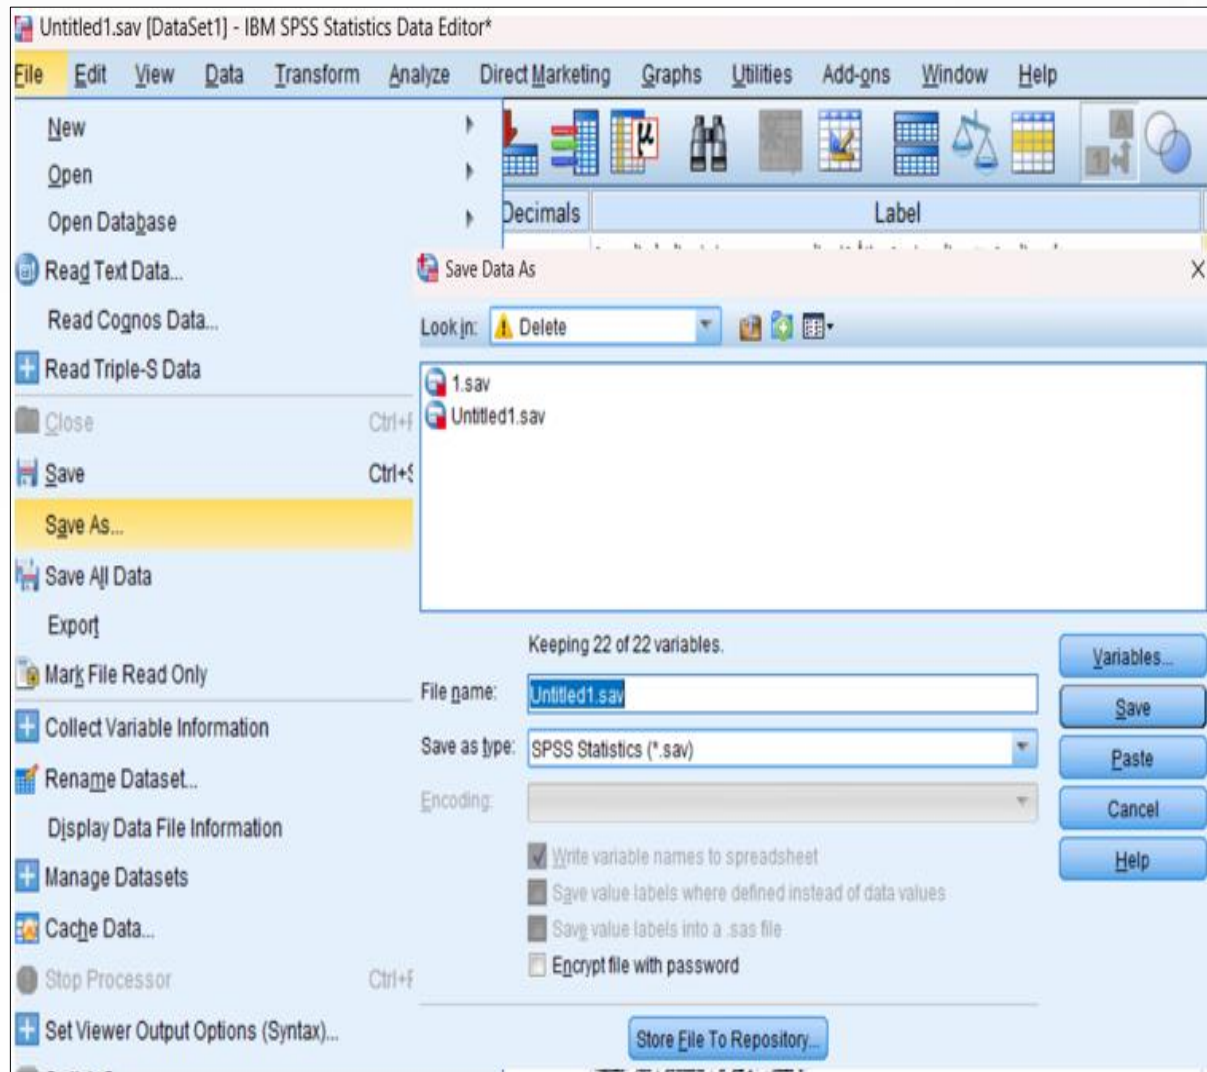 Untitled1.sav [DataSet1] - IBM SPSS Statistics Data Editor*
File Edit View Data Transform Analyze Direct Marketing Graphs Utilities Add-ons Window Help
New
Open
Open Database
Read Text Data...
Read Cognos Data...
Read Triple-S Data
Close Ctrl+F
Save Ctrl+S
Save As...
Save All Data
Export
Mark File Read Only
Collect Variable Information
Rename Dataset...
Display Data File Information
Manage Datasets
Cache Data...
Stop Processor
Set Viewer Output Options (Syntax)...
Decimals Label
Save Data As
Look in: Delete
1.sav
Untitled1.sav
Keeping 22 of 22 variables.
File name: Untitled1.sav
Save as type: SPSS Statistics (*.sav)
Encoding:
Write variable names to spreadsheet
Save value labels where defined instead of data values
Save value labels into a .sas file
Encrypt file with password
Variables...
Save
Paste
Cancel
Help
Store File To Repository...